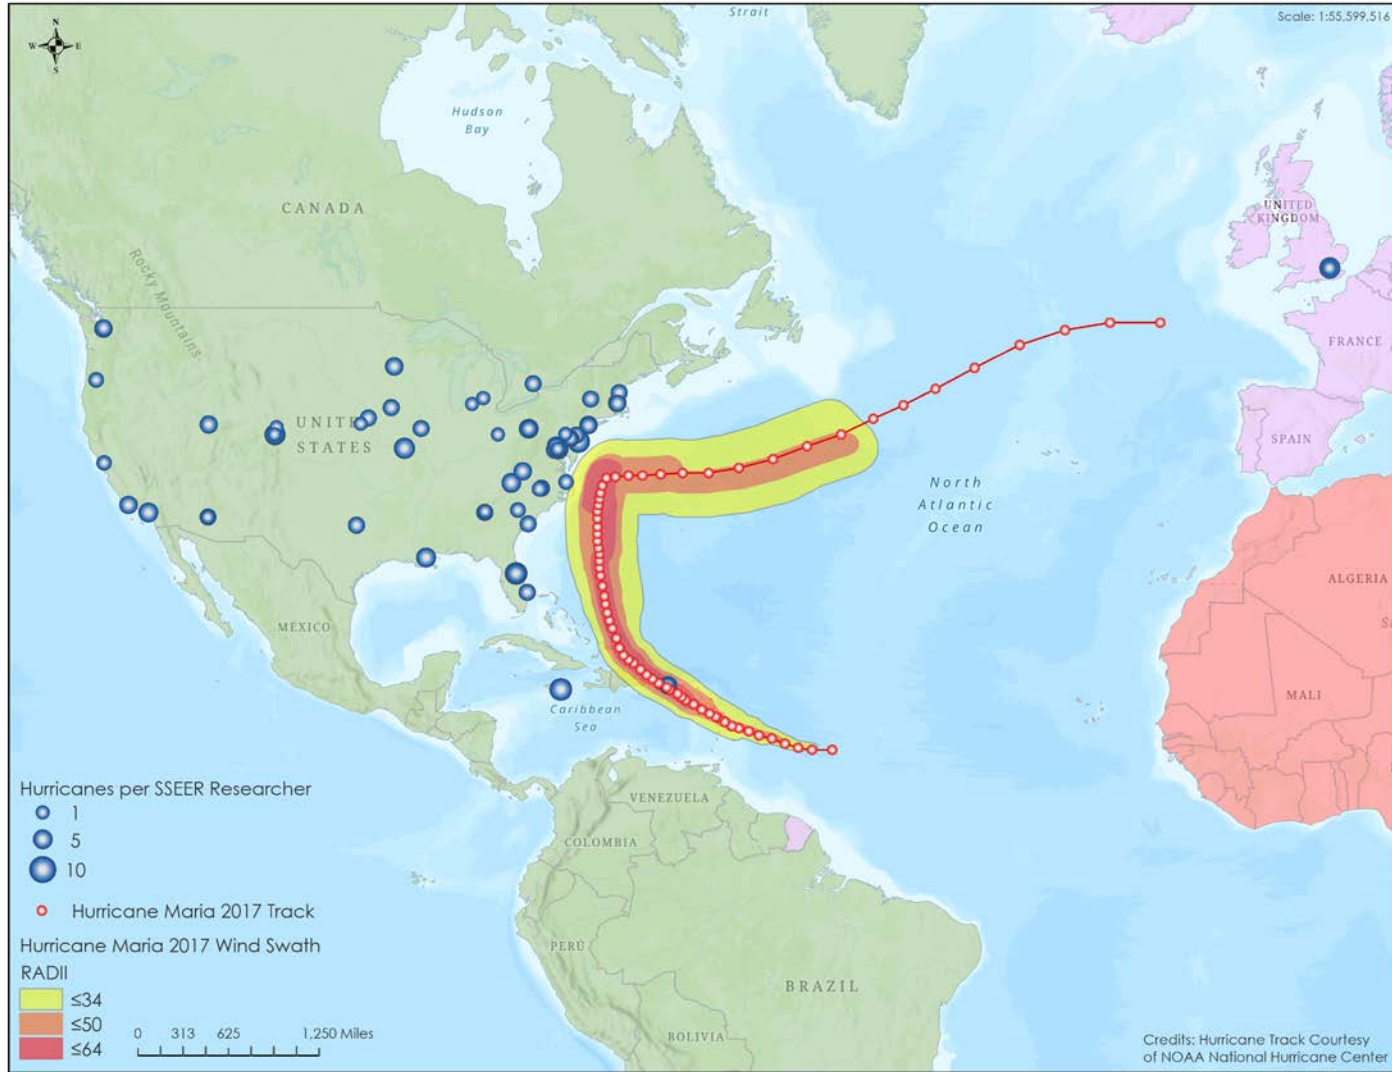 Strait
Scale: 1:55,599,516
N
W E
S
Hudson
Bay
CANADA
Rocky Mountains
UNITED
KINGDOM
FRANCE
UNITE
STATES
SPAIN
North
Atlantic
Ocean
ALGERIA
MÉXICO
MALI
Caribbean
Sea
Hurricanes per SSEER Researcher
1
5
10
VENEZUELA
COLOMBIA
Hurricane Maria 2017 Track
Hurricane Maria 2017 Wind Swath
RADII
≤34
≤50
≤64
PERÚ
BRAZIL
BOLIVIA
0 313 625 1,250 Miles
Credits: Hurricane Track Courtesy
of NOAA National Hurricane Center